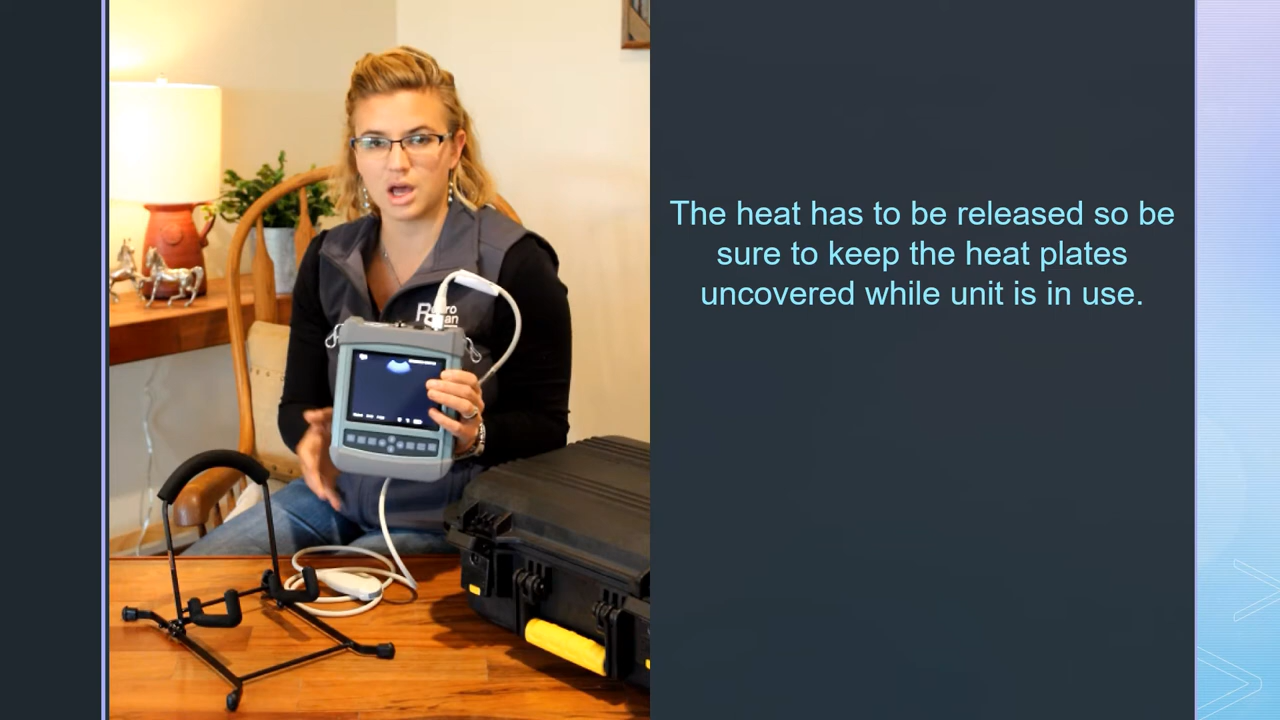 The heat has to be released so be
sure to keep the heat plates
uncovered while unit is in use.